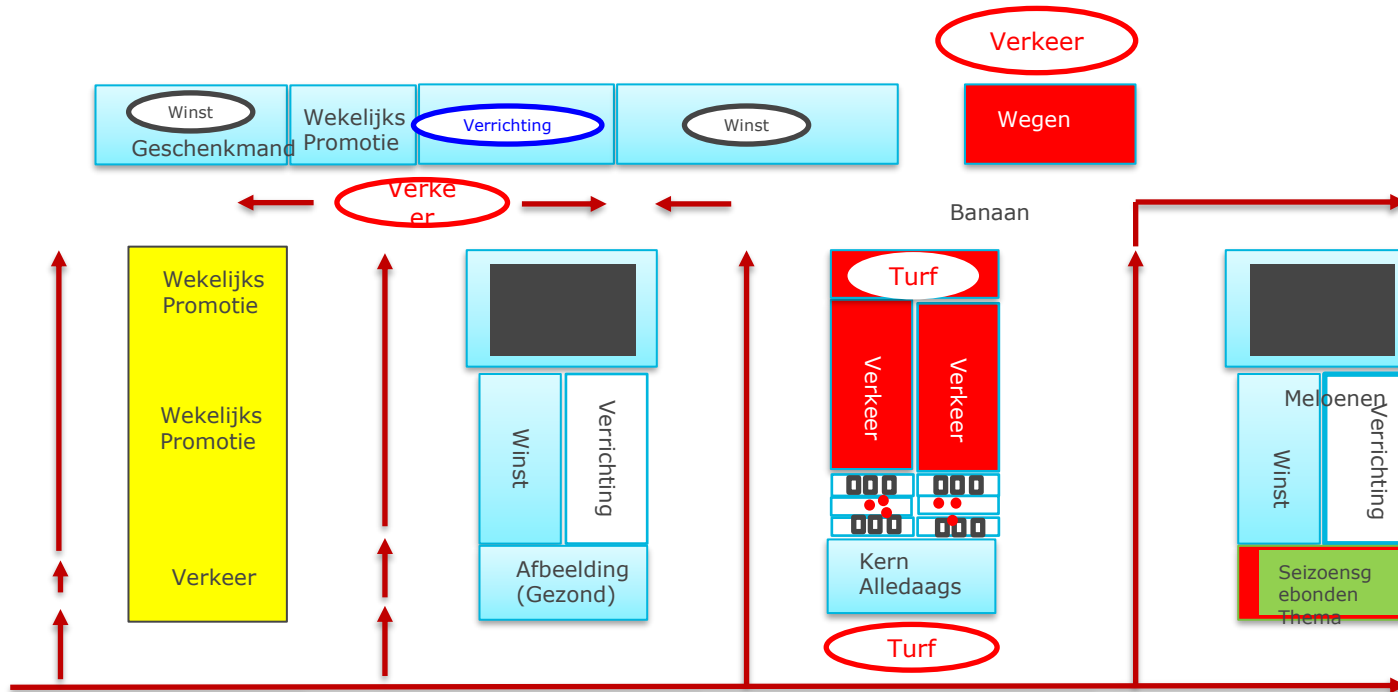 Verkeer
Winst
Geschenkmand
Wekelijks
Promotie
Verrichting
Winst
Wegen
Verke
er
Banaan
Wekelijks
Promotie
Wekelijks
Promotie
Verkeer
Winst
Verrichting
Afbeelding
(Gezond)
Turf
Verkeer
Verkeer
Kern
Alledaags
Turf
Meloenen
Winst
Verrichting
Seizoensg
ebonden
Thema